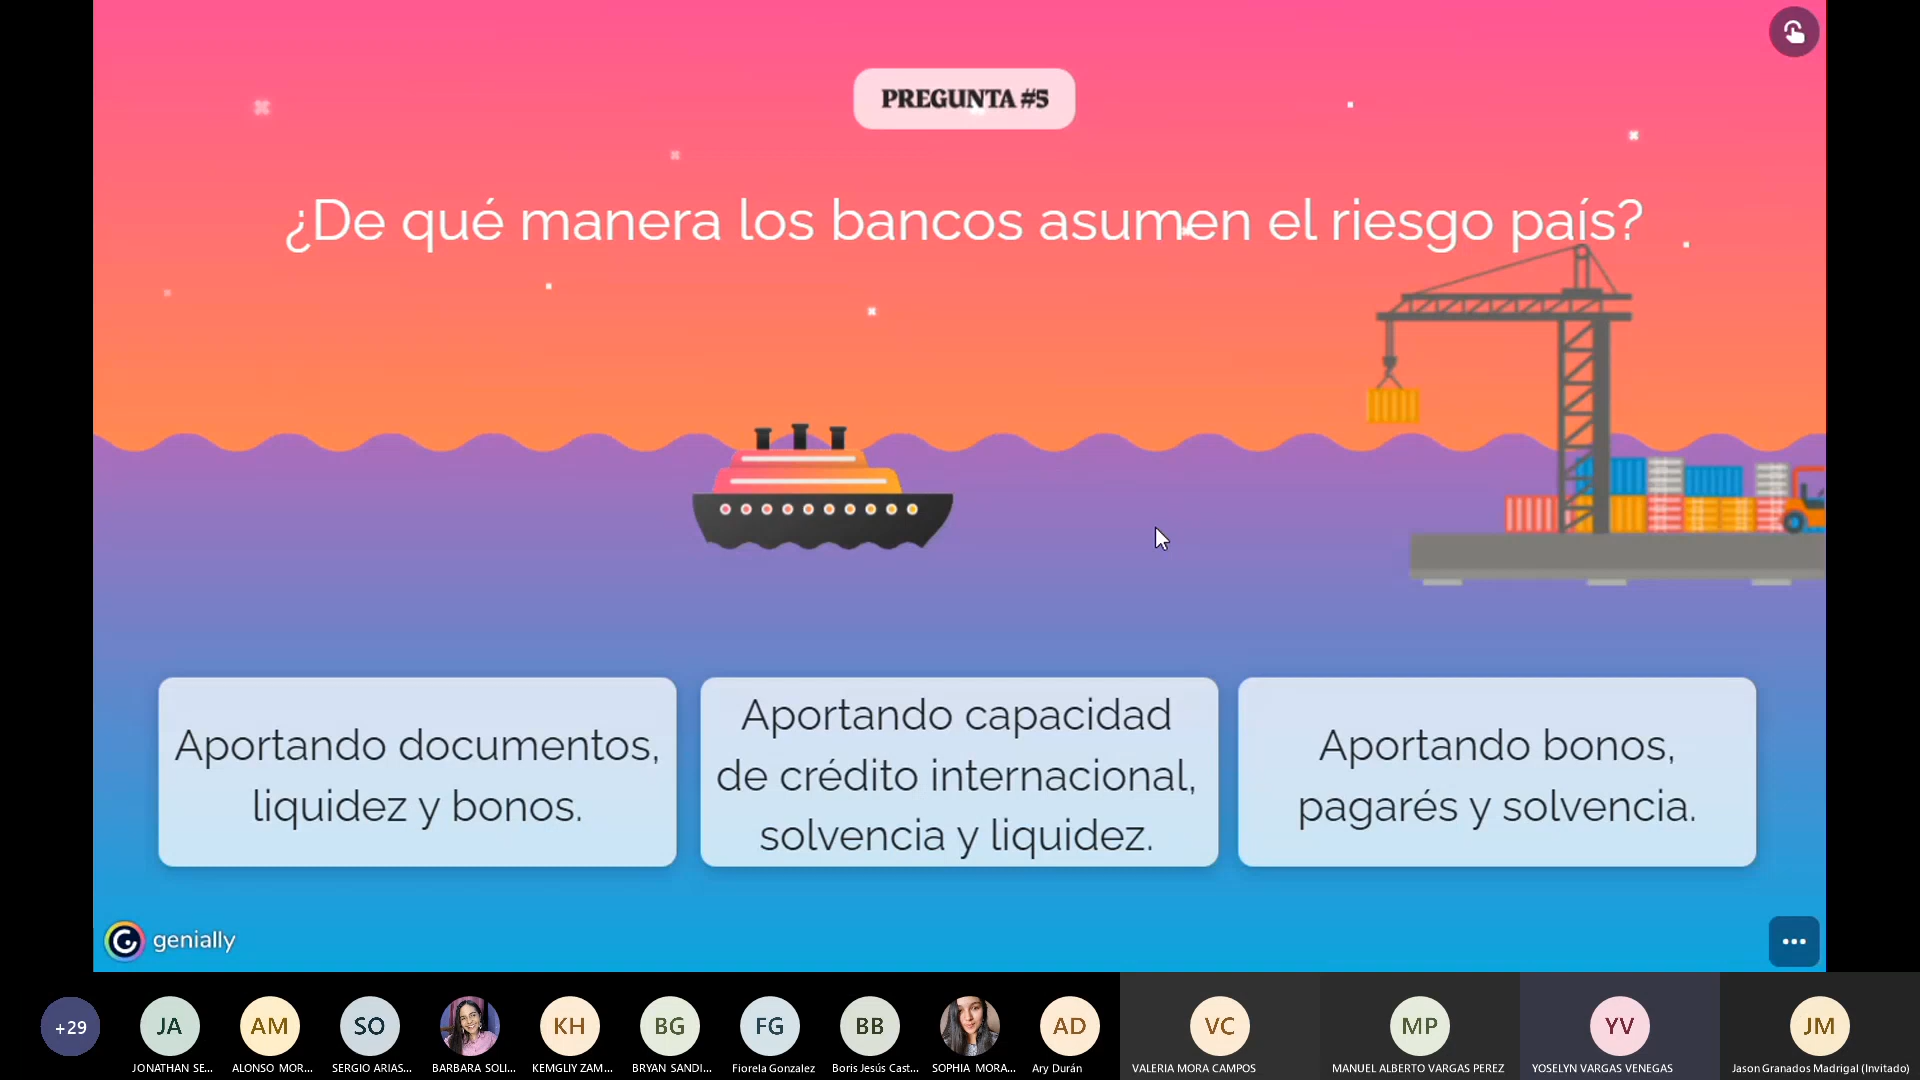 PREGUNTA #5
¿De qué manera los bancos asumen el riesgo país?
Aportando documentos,
liquidez y bonos.
Aportando capacidad
de crédito internacional,
solvencia y liquidez.
Aportando bonos,
pagarés y solvencia.
genially
+29
JA
AM
SO
KH
BG
FG
BB
AD
VC
MP
YV
JM
JONATHAN SE...
ALONSO MOR...
SERGIO ARIAS...
BARBARA SOLI...
KEMGLIY ZAM...
BRYAN SANDI...
Fiorela Gonzalez
Boris Jesús Cast...
SOPHIA MORA...
Ary Durán
VALERIA MORA CAMPOS
MANUEL ALBERTO VARGAS PEREZ
YOSELYN VARGAS VENEGAS
Jason Granados Madrigal (Invitado)